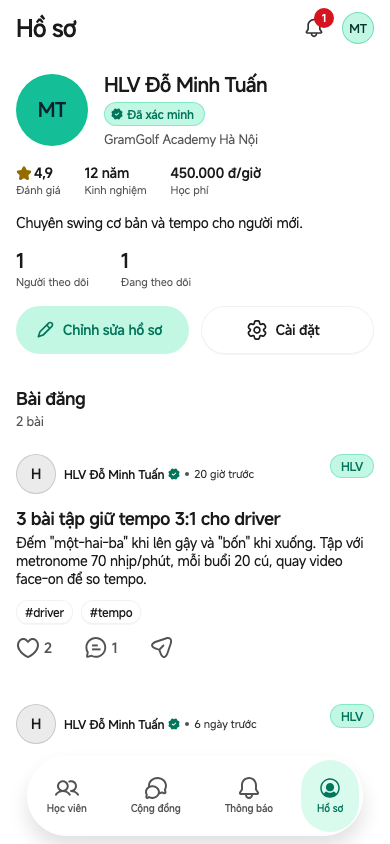 Hồ sơ
1
MT
MT
HLV Đỗ Minh Tuấn
Đã xác minh
GramGolf Academy Hà Nội
4,9
Đánh giá
12 năm
Kinh nghiệm
450.000 đ/giờ
Học phí
Chuyên swing cơ bản và tempo cho người mới.
1
Người theo dõi
1
Đang theo dõi
Chỉnh sửa hồ sơ
Cài đặt
Bài đăng
2 bài
H
HLV Đỗ Minh Tuấn • 20 giờ trước
HLV
3 bài tập giữ tempo 3:1 cho driver
Đếm "một-hai-ba" khi lên gậy và "bốn" khi xuống. Tập với
metronome 70 nhịp/phút, mỗi buổi 20 cú, quay video
face-on để so tempo.
#driver
#tempo
2
1
H
HLV Đỗ Minh Tuấn • 6 ngày trước
HLV
Học viên
Cộng đồng
Thông báo
Hồ sơ